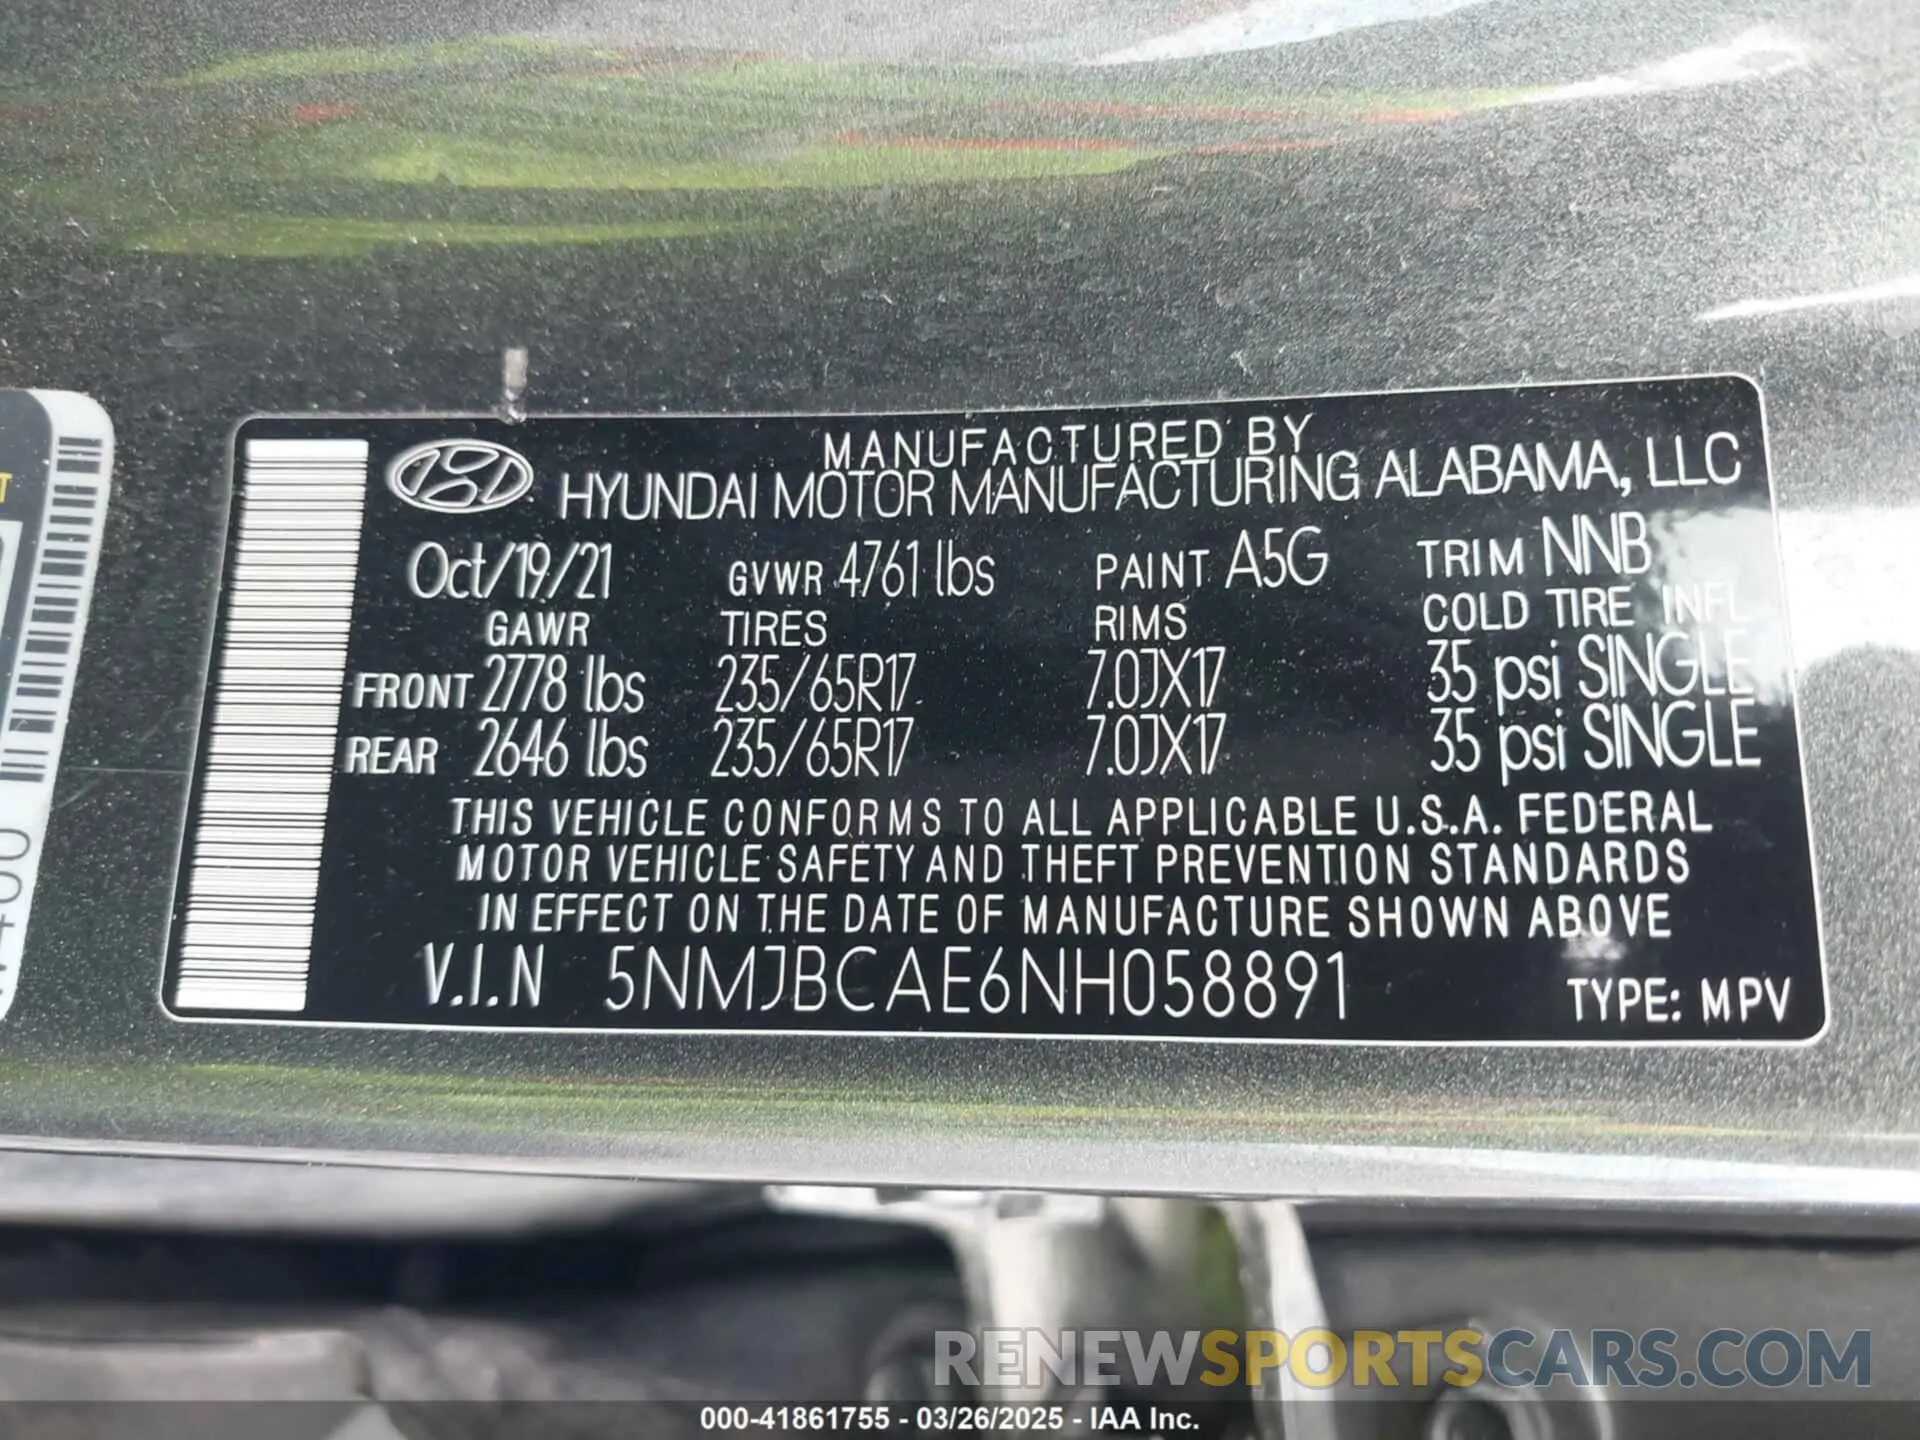 MANUFACTURED BY
HYUNDAI MOTOR MANUFACTURING ALABAMA, LLC
Oct/19/21 GVWR 4761 lbs PAINT A5G TRIM NNB
GAWR TIRES RIMS COLD TIRE INFL
FRONT 2778 lbs 235/65R17 7.0JX17 35 psi SINGLE
REAR 2646 lbs 235/65R17 7.0JX17 35 psi SINGLE
THIS VEHICLE CONFORMS TO ALL APPLICABLE U.S.A. FEDERAL
MOTOR VEHICLE SAFETY AND THEFT PREVENTION STANDARDS
IN EFFECT ON THE DATE OF MANUFACTURE SHOWN ABOVE
V.I.N 5NMJBCAE6NH058891 TYPE: MPV
RENEWSPORTSCARS.COM
000-41861755 - 03/26/2025 - IAA Inc.